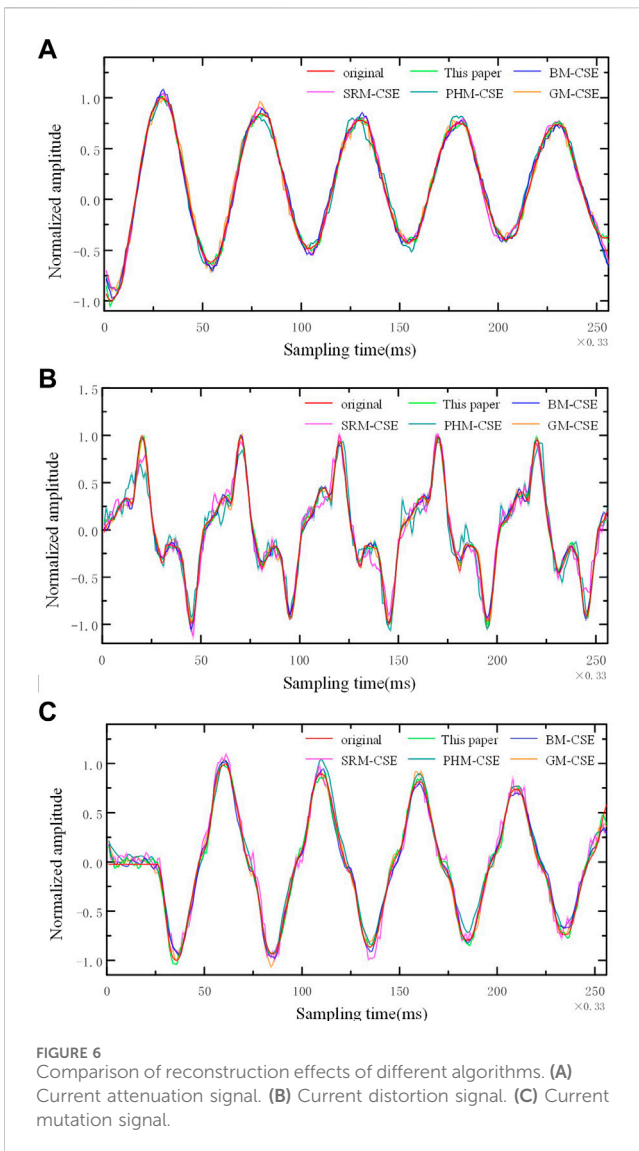 A
original This paper BM-CSE
SRM-CSE PHM-CSE GM-CSE
1.0
0.5
0.0
-0.5
-1.0
Normalized amplitude
0 50 100 150 200 250
×0.33
Sampling time(ms)
B
1.5
original This paper BM-CSE
SRM-CSE PHM-CSE GM-CSE
1.0
0.5
0.0
-0.5
-1.0
Normalized amplitude
0 50 100 150 200 250
×0.33
Sampling time(ms)
C
original This paper BM-CSE
SRM-CSE PHM-CSE GM-CSE
1.0
0.5
0.0
-0.5
-1.0
Normalized amplitude
0 50 100 150 200 250
×0.33
Sampling time(ms)
FIGURE 6
Comparison of reconstruction effects of different algorithms. (A)
Current attenuation signal. (B) Current distortion signal. (C) Current
mutation signal.